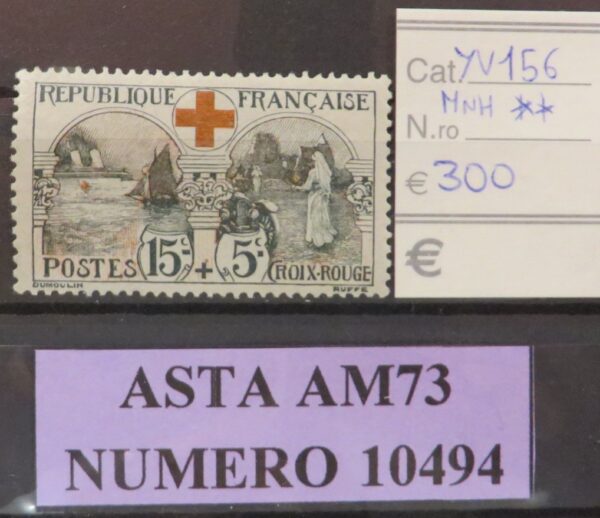 REPUBLIQUE FRANÇAISE
POSTES 15c + 5c CROIX-ROUGE
DUMOULIN RUFFE
Cat. YV156
MNH **
N.ro
€ 300
€
ASTA AM73
NUMERO 10494